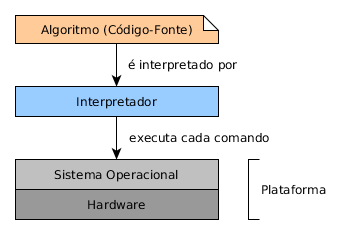 Algoritmo (Código-Fonte)
é interpretado por
Interpretador
executa cada comando
Sistema Operacional
Plataforma
Hardware